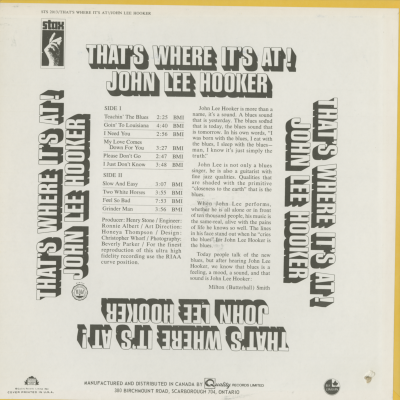 STX 1013/THAT'S WHERE IT'S AT!/JOHN LEE HOOKER
stax
THAT'S WHERE IT'S AT!
JOHN LEE HOOKER
THAT'S WHERE IT'S AT!
JOHN LEE HOOKER
SIDE I
Teachin' The Blues 2:25 BMI
Goin' To Louisiana 4:40 BMI
I Need You 2:56 BMI
My Love Comes
Down For You 3:27 BMI
Please Don't Go 2:47 BMI
I Just Don't Know 3:48 BMI
SIDE II
Slow And Easy 3:07 BMI
Two White Horses 3:55 BMI
Feel So Bad 7:53 BMI
Grinder Man 3:56 BMI
Producer: Henry Stone / Engineer:
Ronnie Albert / Art Direction:
Honeya Thompson / Design:
Christopher Whorf / Photography:
Beverly Parker / For the finest
reproduction of this ultra high
fidelity recording use the RIAA
curve position.
John Lee Hooker is more than a
name, it's a sound. A blues sound
that is yesterday. The blues sound
that is today, the blues sound that
is tomorrow. In his own words, "I
was born with the blues, I eat with
the blues, I sleep with the blues—
man, I know it's just simply the
truth"
John Lee is not only a blues
singer, he is also a guitarist with
fine jazz qualities. Qualities that
are shaded with the primitive
"closeness to the earth" that is the
blues.
When John Lee performs,
whether he is all alone or in front
of ten thousand people, his music is
the same–real, alive with the pains
of life he knows so well. The lines
in his face stand out when he "cries
the blues", for John Lee Hooker is
the blues.
Today people talk of the new
blues, but after hearing John Lee
Hooker, we know that blues is a
feeling, a mood, a sound, and that
sound is John Lee Hooker.
Milton (Butterball) Smith
THAT'S WHERE IT'S AT!
JOHN LEE HOOKER
THAT'S WHERE IT'S AT!
JOHN LEE HOOKER
COVER PRINTED IN U.S.A.
MANUFACTURED AND DISTRIBUTED IN CANADA BY Quality RECORDS LIMITED
380 BIRCHMOUNT ROAD, SCARBOROUGH 704, ONTARIO